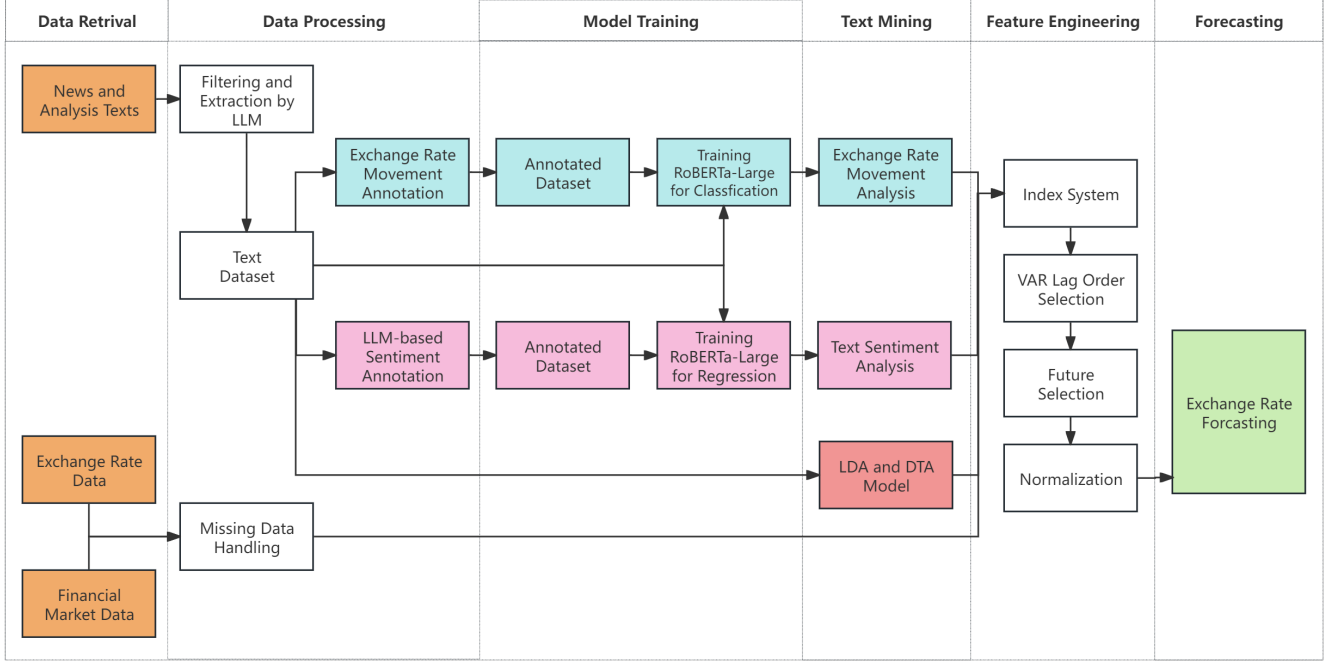 Data Retrival
Data Processing
Model Training
Text Mining
Feature Engineering
Forecasting
News and
Analysis Texts
Filtering and
Extraction by
LLM
Exchange Rate
Movement
Annotation
Annotated
Dataset
Training
RoBERTa-Large
for Classfication
Exchange Rate
Movement
Analysis
Index System
Text
Dataset
VAR Lag Order
Selection
LLM-based
Sentiment
Annotation
Annotated
Dataset
Training
RoBERTa-Large
for Regression
Text Sentiment
Analysis
Future
Selection
Exchange Rate
Forcasting
Exchange Rate
Data
LDA and DTA
Model
Normalization
Missing Data
Handling
Financial
Market Data